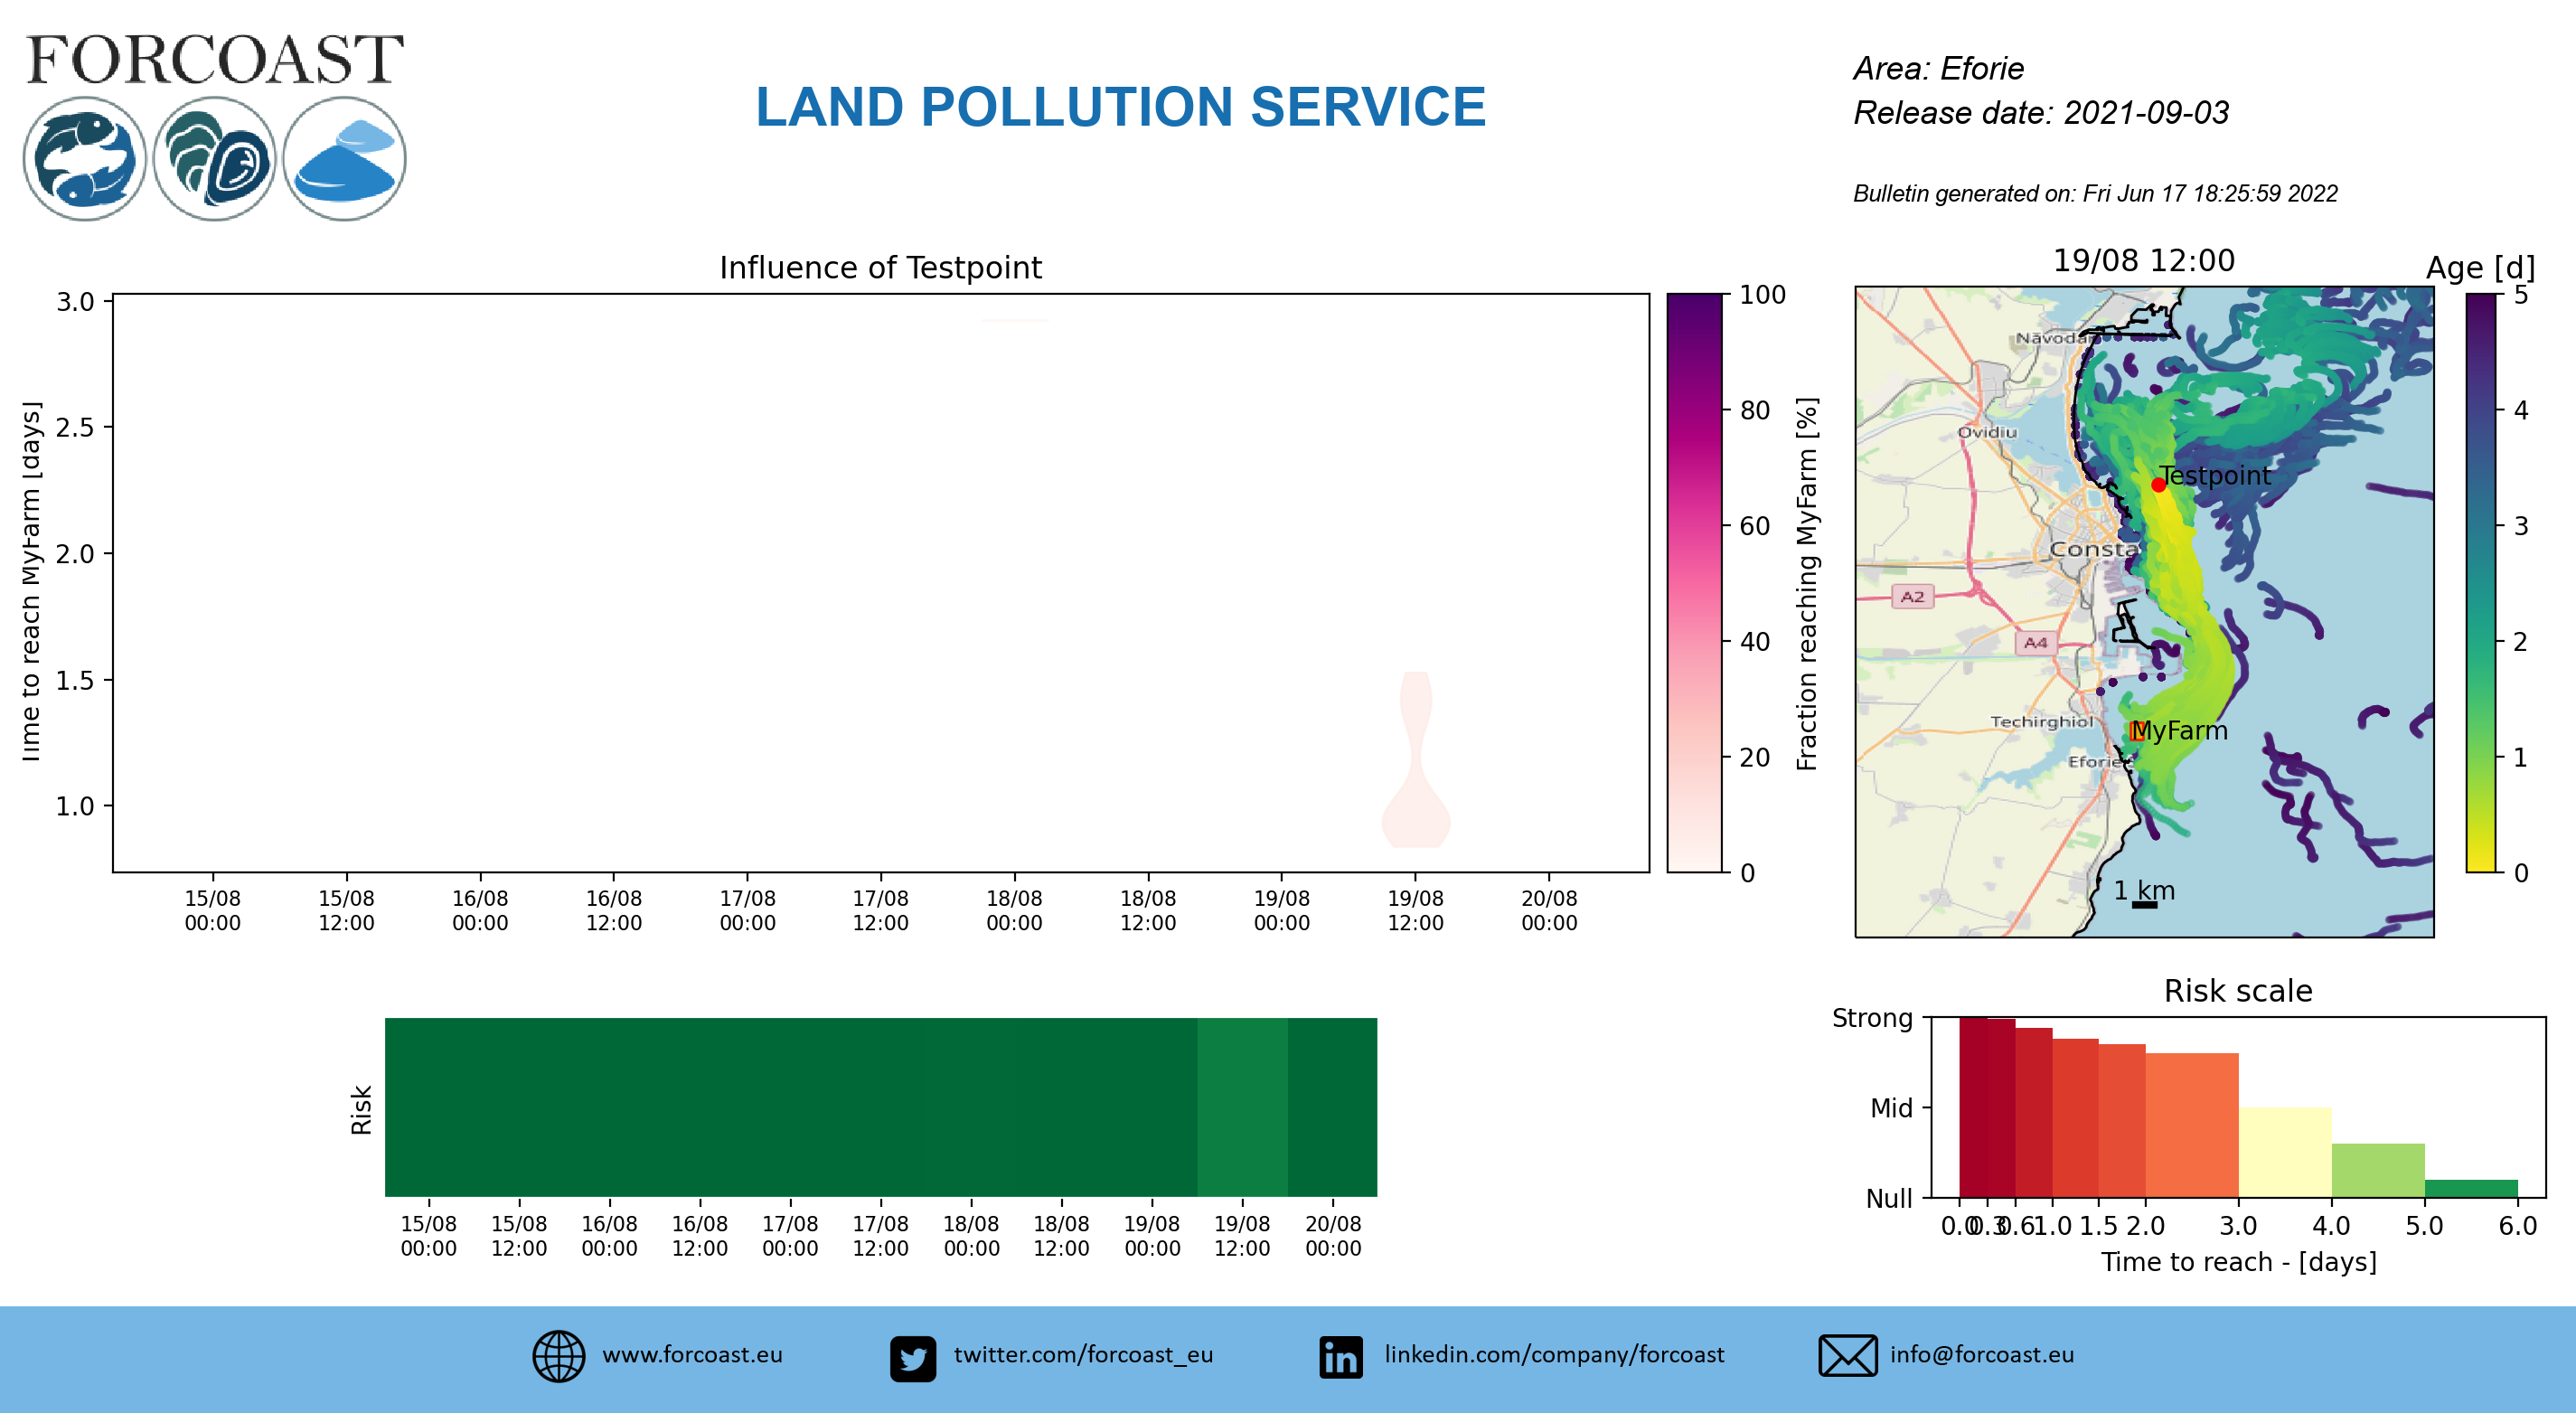 FORCOAST
LAND POLLUTION SERVICE
Area: Eforie
Release date: 2021-09-03
Bulletin generated on: Fri Jun 17 18:25:59 2022
Influence of Testpoint
Time to reach MyFarm [days]
3.0
2.5
2.0
1.5
1.0
15/08 00:00
15/08 12:00
16/08 00:00
16/08 12:00
17/08 00:00
17/08 12:00
18/08 00:00
18/08 12:00
19/08 00:00
19/08 12:00
20/08 00:00
100
80
60
40
20
0
Fraction reaching MyFarm [%]
19/08 12:00
Age [d]
Năvodar
Ovidiu
Testpoint
Consta
A2
A4
Techirghiol
MyFarm
Eforie
1 km
5
4
3
2
1
0
Risk
15/08 00:00
15/08 12:00
16/08 00:00
16/08 12:00
17/08 00:00
17/08 12:00
18/08 00:00
18/08 12:00
19/08 00:00
19/08 12:00
20/08 00:00
Risk scale
Strong
Mid
Null
0.0 0.3 0.6 1.0 1.5 2.0 3.0 4.0 5.0 6.0
Time to reach - [days]
www.forcoast.eu
twitter.com/forcoast_eu
linkedin.com/company/forcoast
info@forcoast.eu